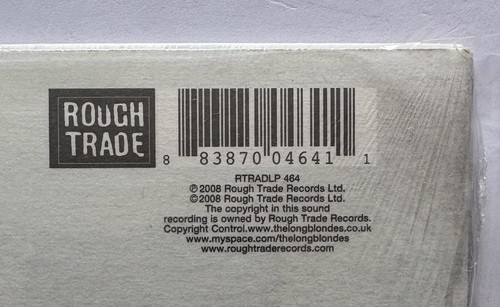 ROUGH
TRADE
8 83870 04641 1
RTRADLP 464
℗2008 Rough Trade Records Ltd.
©2008 Rough Trade Records Ltd.
The copyright in this sound
recording is owned by Rough Trade Records.
Copyright Control.www.thelongblondes.co.uk
www.myspace.com/thelongblondes
www.roughtraderecords.com